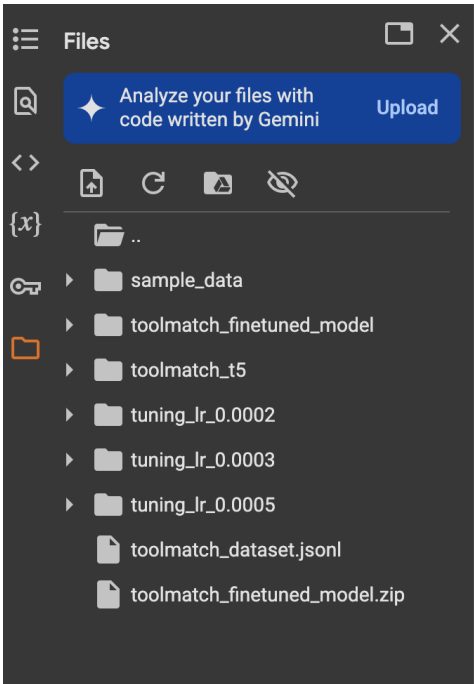 Files
Analyze your files with
code written by Gemini
Upload
{x}
..
sample_data
toolmatch_finetuned_model
toolmatch_t5
tuning_lr_0.0002
tuning_lr_0.0003
tuning_lr_0.0005
toolmatch_dataset.jsonl
toolmatch_finetuned_model.zip